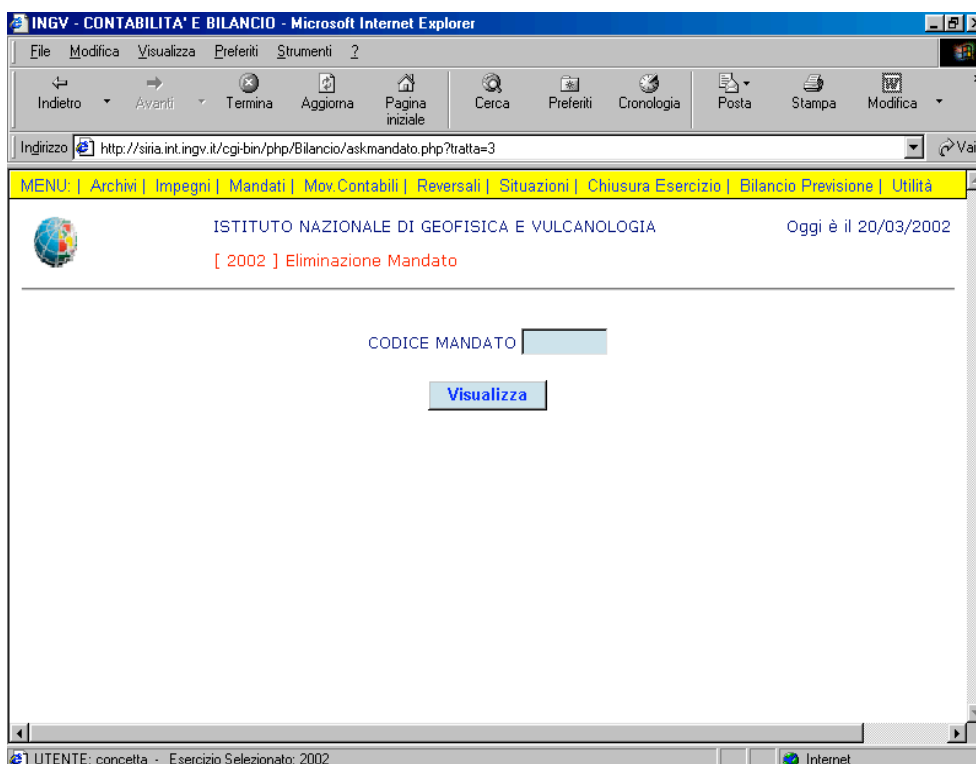 INGV - CONTABILITA' E BILANCIO - Microsoft Internet Explorer
File Modifica Visualizza Preferiti Strumenti ?
Indietro Avanti Termina Aggiorna Pagina iniziale Cerca Preferiti Cronologia Posta Stampa Modifica
Indirizzo http://siria.int.ingv.it/cgi-bin/php/Bilancio/askmandato.php?tratta=3 Vai
MENU: | Archivi | Impegni | Mandati | Mov.Contabili | Reversali | Situazioni | Chiusura Esercizio | Bilancio Previsione | Utilità
ISTITUTO NAZIONALE DI GEOFISICA E VULCANOLOGIA Oggi è il 20/03/2002
[ 2002 ] Eliminazione Mandato
CODICE MANDATO
Visualizza
UTENTE: concetta - Esercizio Selezionato: 2002 Internet